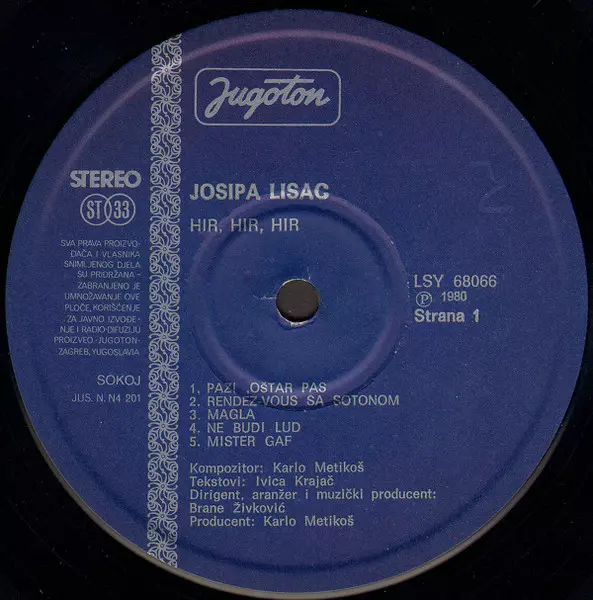 Jugoton
STEREO
ST 33
JOSIPA LISAC
HIR, HIR, HIR
SVA PRAVA PROIZVO-
ĐAČA I VLASNIKA
SNIMLJENOG DJELA
SU PRIDRŽANA -
ZABRANJENO JE
UMNOŽAVANJE OVE
PLOČE, KORIŠĆENJE
ZA JAVNO IZVOĐE-
NJE I RADIO-DIFUZIJU
PROIZVEO -JUGOTON-
ZAGREB, YUGOSLAVIA
SOKOJ
JUS. N. N4 201
LSY 68066
Ⓟ 1980
Strana 1
1. PAZI ,OŠTAR PAS
2. RENDEZ-VOUS SA SOTONOM
3. MAGLA
4. NE BUDI LUD
5. MISTER GAF
Kompozitor: Karlo Metikoš
Tekstovi: Ivica Krajač
Dirigent, aranžer i muzički producent:
Brane Živković
Producent: Karlo Metikoš